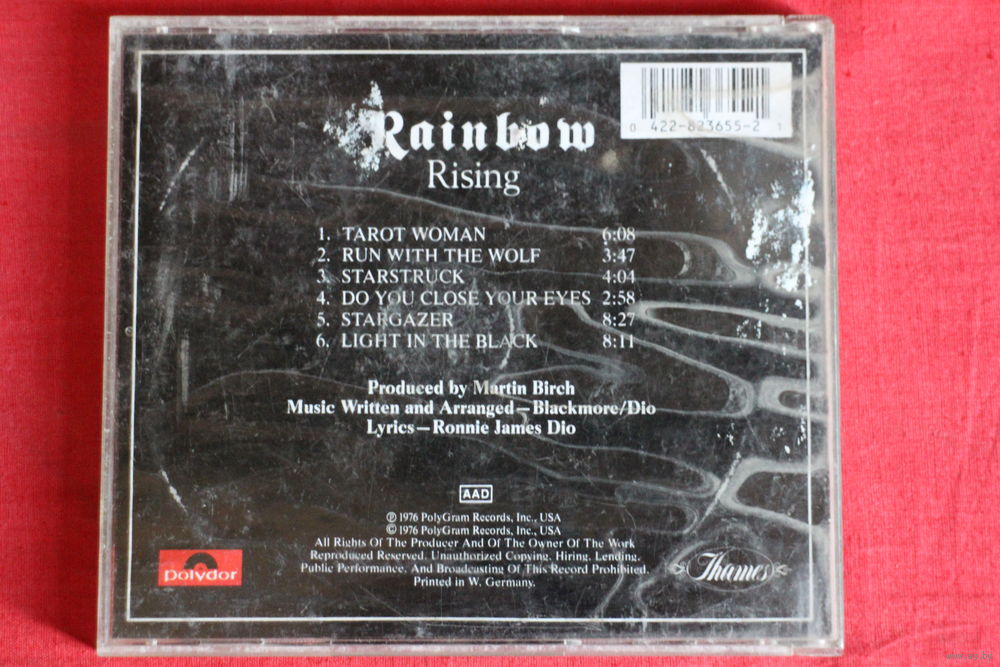 Rainbow
Rising
0 422-823655-2 1
1. TAROT WOMAN 6:08
2. RUN WITH THE WOLF 3:47
3. STARSTRUCK 4:04
4. DO YOU CLOSE YOUR EYES 2:58
5. STARGAZER 8:27
6. LIGHT IN THE BLACK 8:11
Produced by Martin Birch
Music Written and Arranged—Blackmore/Dio
Lyrics—Ronnie James Dio
AAD
℗ 1976 PolyGram Records, Inc., USA
© 1976 PolyGram Records, Inc., USA
All Rights Of The Producer And Of The Owner Of The Work
Reproduced Reserved. Unauthorized Copying, Hiring, Lending,
Public Performance, And Broadcasting Of This Record Prohibited.
Printed in W. Germany.
polydor
Thames